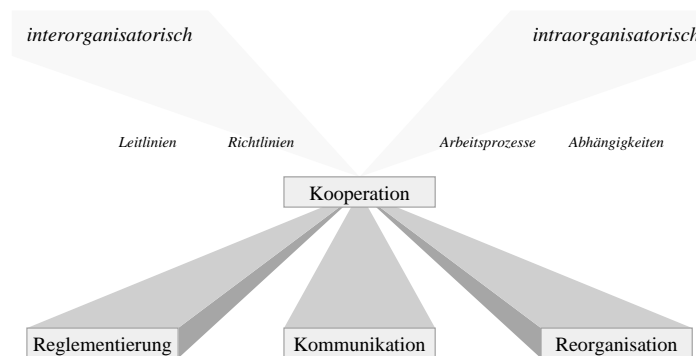 interorganisatorisch
intraorganisatorisch
Leitlinien
Richtlinien
Arbeitsprozesse
Abhängigkeiten
Kooperation
Reglementierung
Kommunikation
Reorganisation